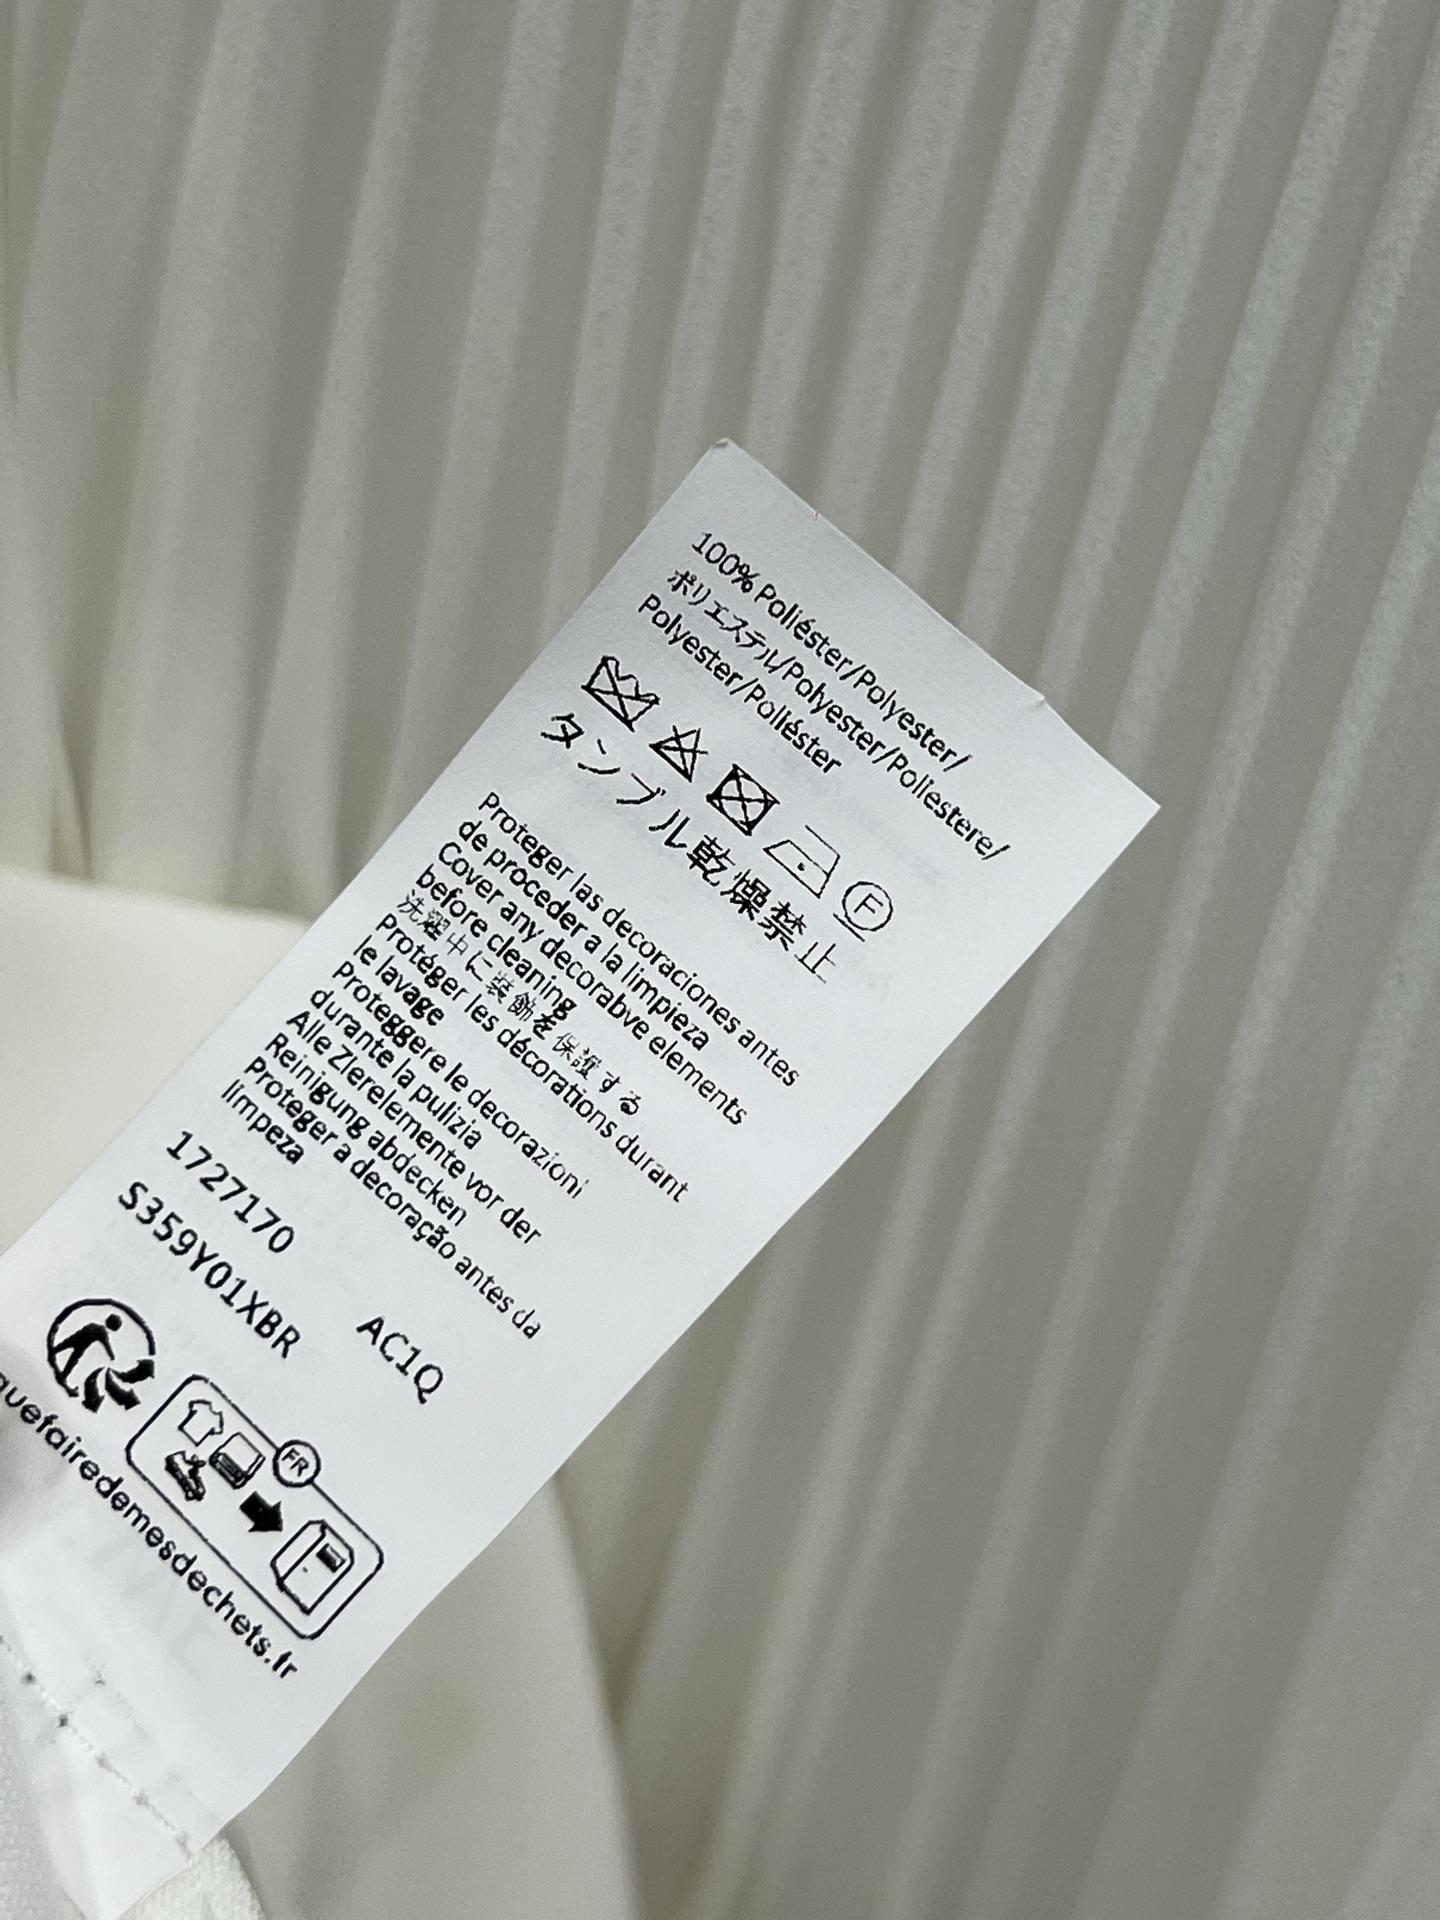 100% Poliéster/Polyester/
ポリエステル/Polyester/Poliestere/
Polyester/Poliéster
F
タンブル乾燥禁止
Proteger las decoraciones antes
de proceder a la limpieza
Cover any decorabve elements
before cleaning
洗濯中に装飾を保護する
Protéger les décorations durant
le lavage
Proteggere le decorazioni
durante la pulizia
Alle Zlerelemente vor der
Reinigung abdecken
Proteger a decoração antes da
limpeza
1727170
S359Y01XBR AC1Q
FR
quefairedemesdechets.fr